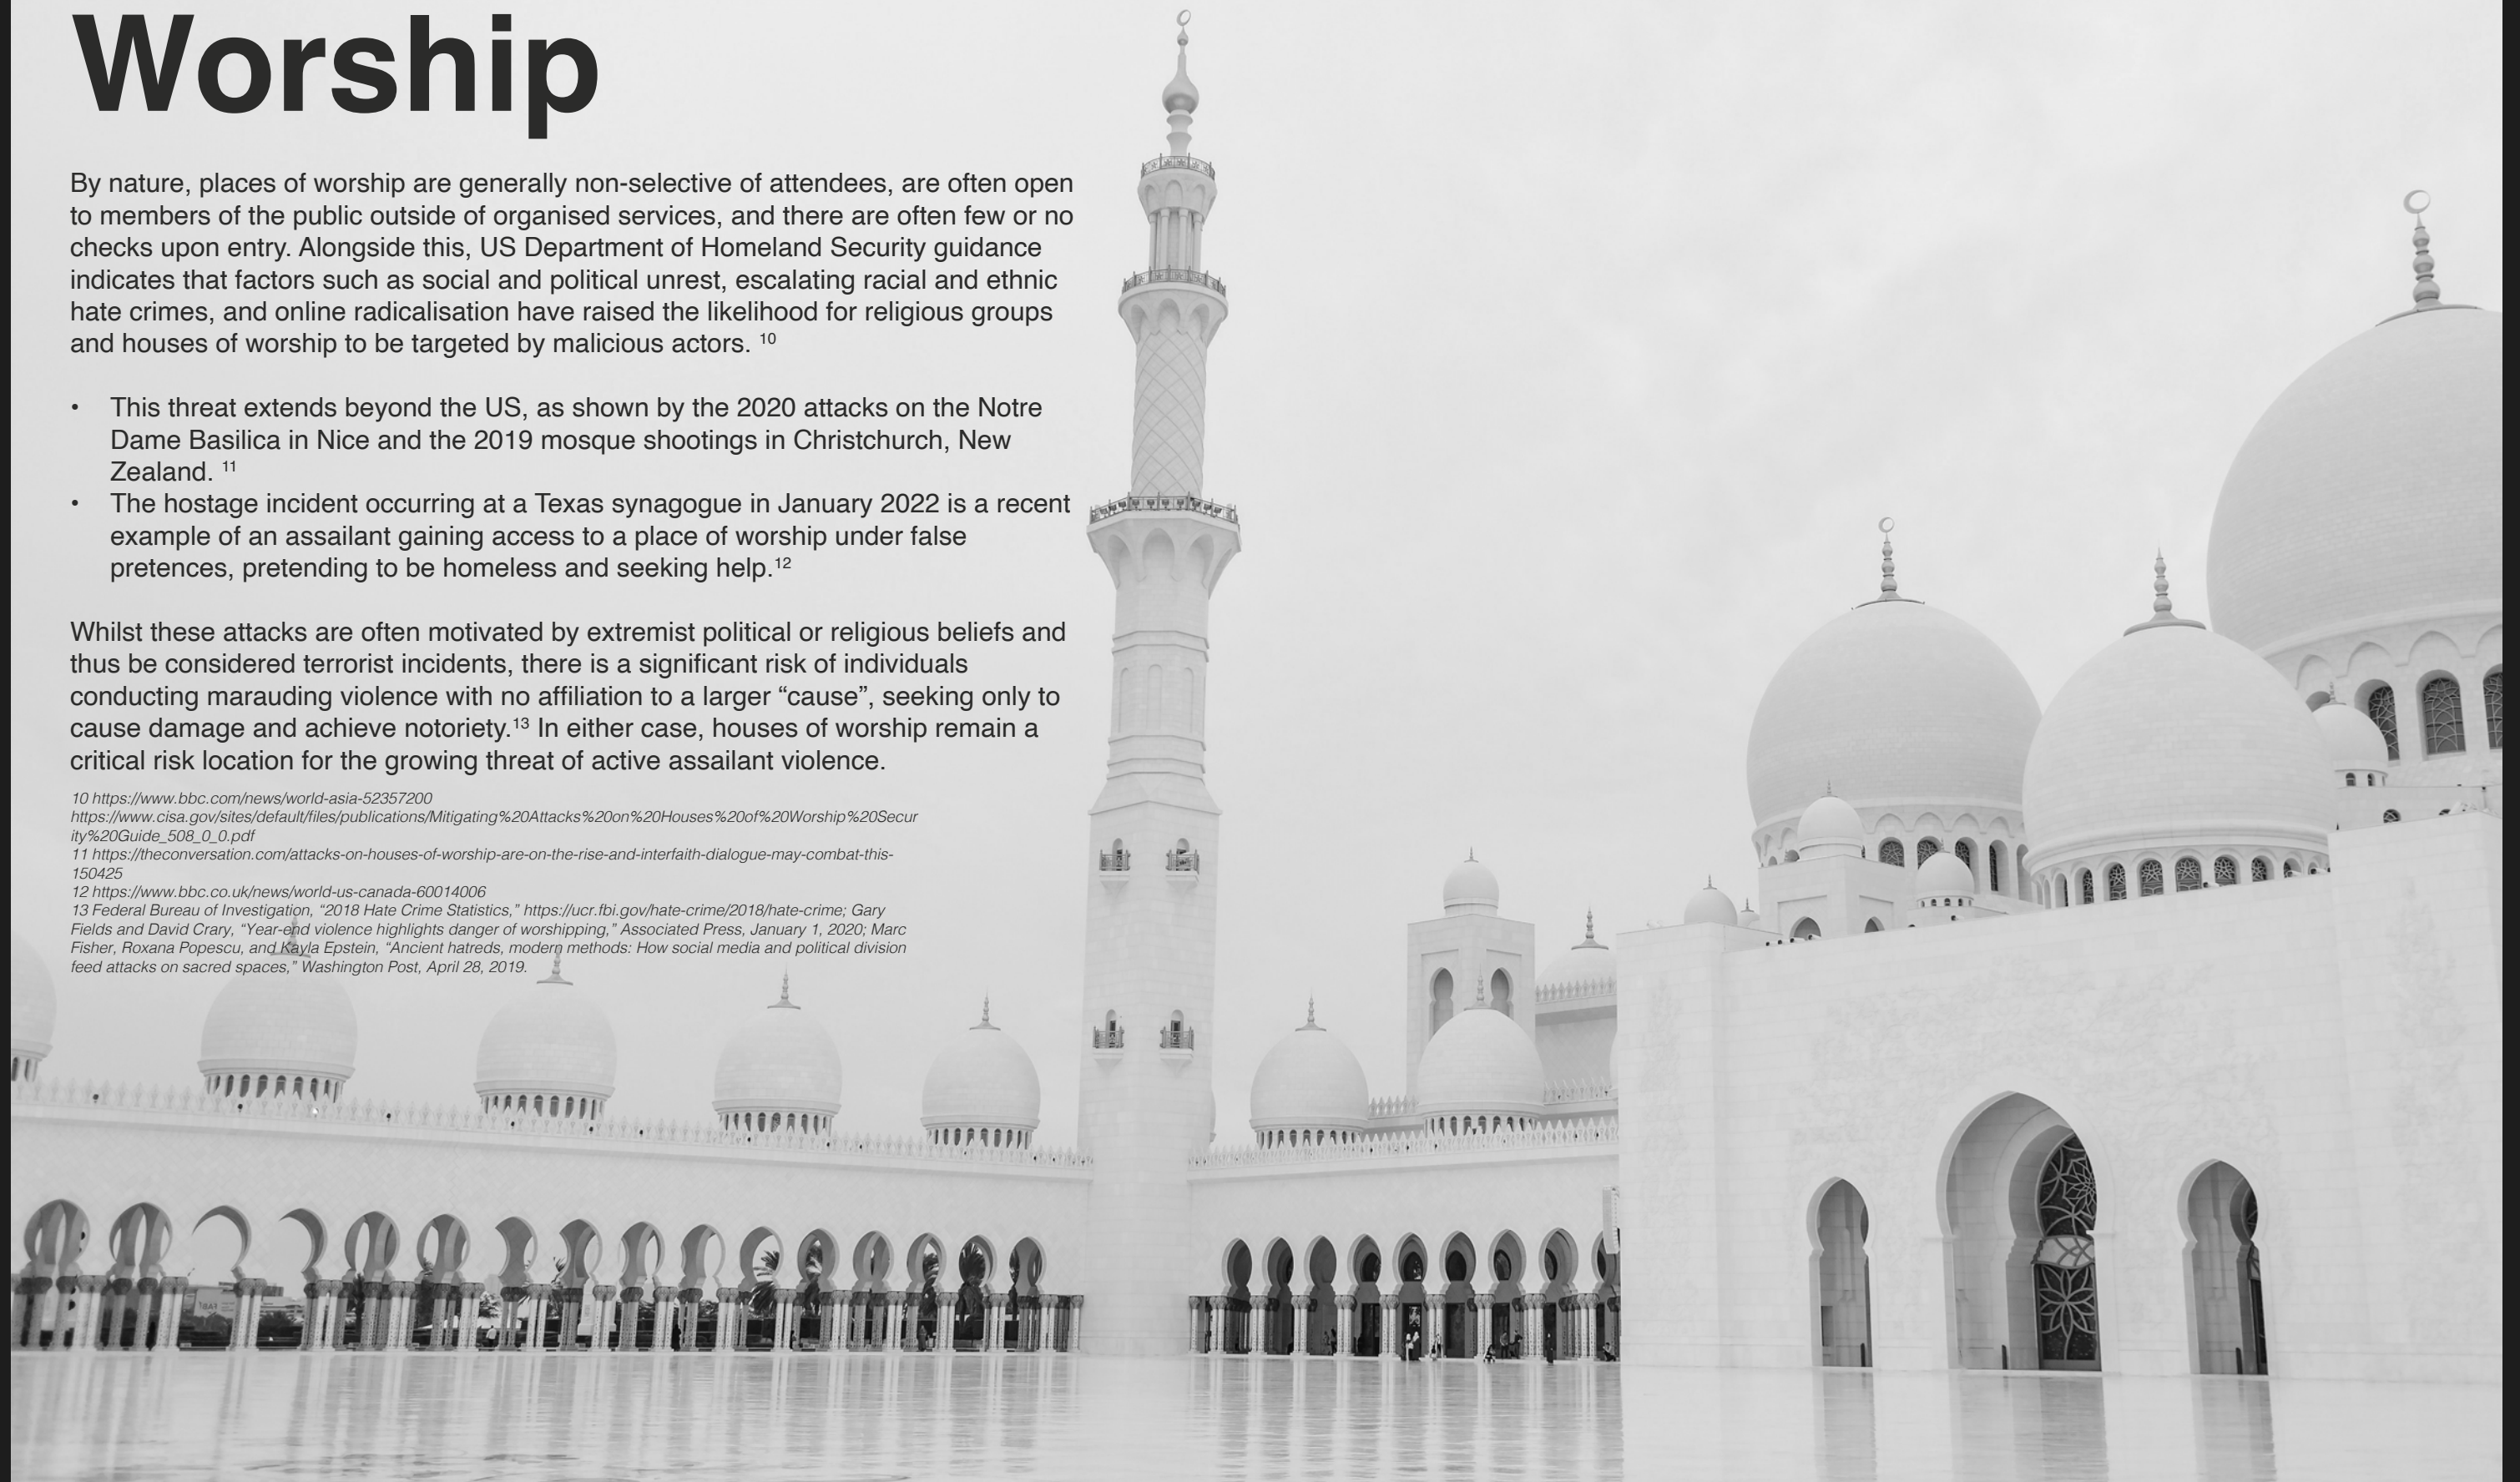 Worship
By nature, places of worship are generally non-selective of attendees, are often open
to members of the public outside of organised services, and there are often few or no
checks upon entry. Alongside this, US Department of Homeland Security guidance
indicates that factors such as social and political unrest, escalating racial and ethnic
hate crimes, and online radicalisation have raised the likelihood for religious groups
and houses of worship to be targeted by malicious actors. 10
• This threat extends beyond the US, as shown by the 2020 attacks on the Notre
Dame Basilica in Nice and the 2019 mosque shootings in Christchurch, New
Zealand. 11
• The hostage incident occurring at a Texas synagogue in January 2022 is a recent
example of an assailant gaining access to a place of worship under false
pretences, pretending to be homeless and seeking help.12
Whilst these attacks are often motivated by extremist political or religious beliefs and
thus be considered terrorist incidents, there is a significant risk of individuals
conducting marauding violence with no affiliation to a larger “cause”, seeking only to
cause damage and achieve notoriety.13 In either case, houses of worship remain a
critical risk location for the growing threat of active assailant violence.
10 https://www.bbc.com/news/world-asia-52357200
https://www.cisa.gov/sites/default/files/publications/Mitigating%20Attacks%20on%20Houses%20of%20Worship%20Secur
ity%20Guide_508_0_0.pdf
11 https://theconversation.com/attacks-on-houses-of-worship-are-on-the-rise-and-interfaith-dialogue-may-combat-this-
150425
12 https://www.bbc.co.uk/news/world-us-canada-60014006
13 Federal Bureau of Investigation, “2018 Hate Crime Statistics,” https://ucr.fbi.gov/hate-crime/2018/hate-crime; Gary
Fields and David Crary, “Year-end violence highlights danger of worshipping,” Associated Press, January 1, 2020; Marc
Fisher, Roxana Popescu, and Kayla Epstein, “Ancient hatreds, modern methods: How social media and political division
feed attacks on sacred spaces,” Washington Post, April 28, 2019.